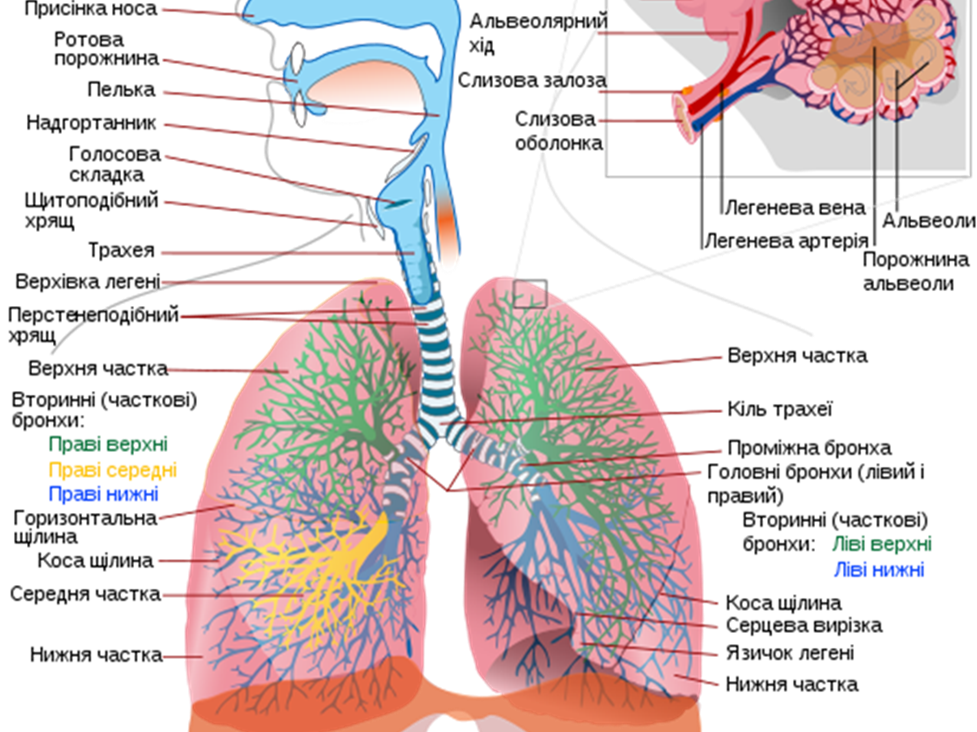 Присінка носа
Ротова
порожнина
Пелька
Надгортанник
Голосова
складка
Щитоподібний
хрящ
Трахея
Верхівка легені
Перстенеподібний
хрящ
Верхня частка
Вторинні (часткові)
бронхи:
Праві верхні
Праві середні
Праві нижні
Горизонтальна
щілина
Коса щілина
Середня частка
Нижня частка
Альвеолярний
хід
Слизова залоза
Слизова
оболонка
Легенева вена
Легенева артерія
Альвеоли
Порожнина
альвеоли
Верхня частка
Кіль трахеї
Проміжна бронха
Головні бронхи (лівий і
правий)
Вторинні (часткові)
бронхи: Ліві верхні
Ліві нижні
Коса щілина
Серцева вирізка
Язичок легені
Нижня частка